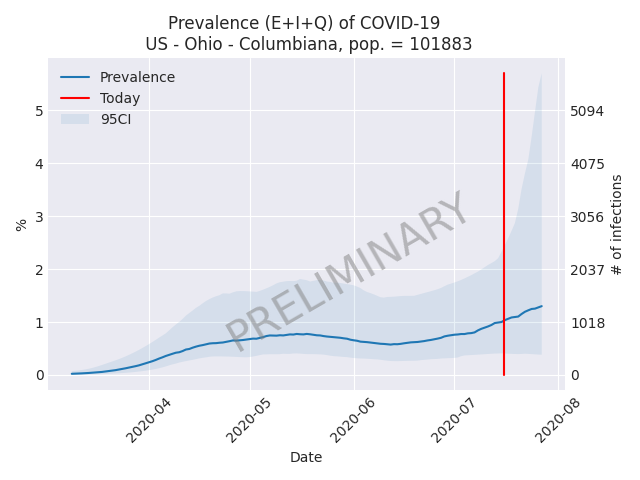 Prevalence (E+I+Q) of COVID-19
US - Ohio - Columbiana, pop. = 101883
Prevalence
Today
95CI
PRELIMINARY
%
5
4
3
2
1
0
5094
4075
3056
2037
1018
0
# of infections
2020-04
2020-05
2020-06
2020-07
2020-08
Date